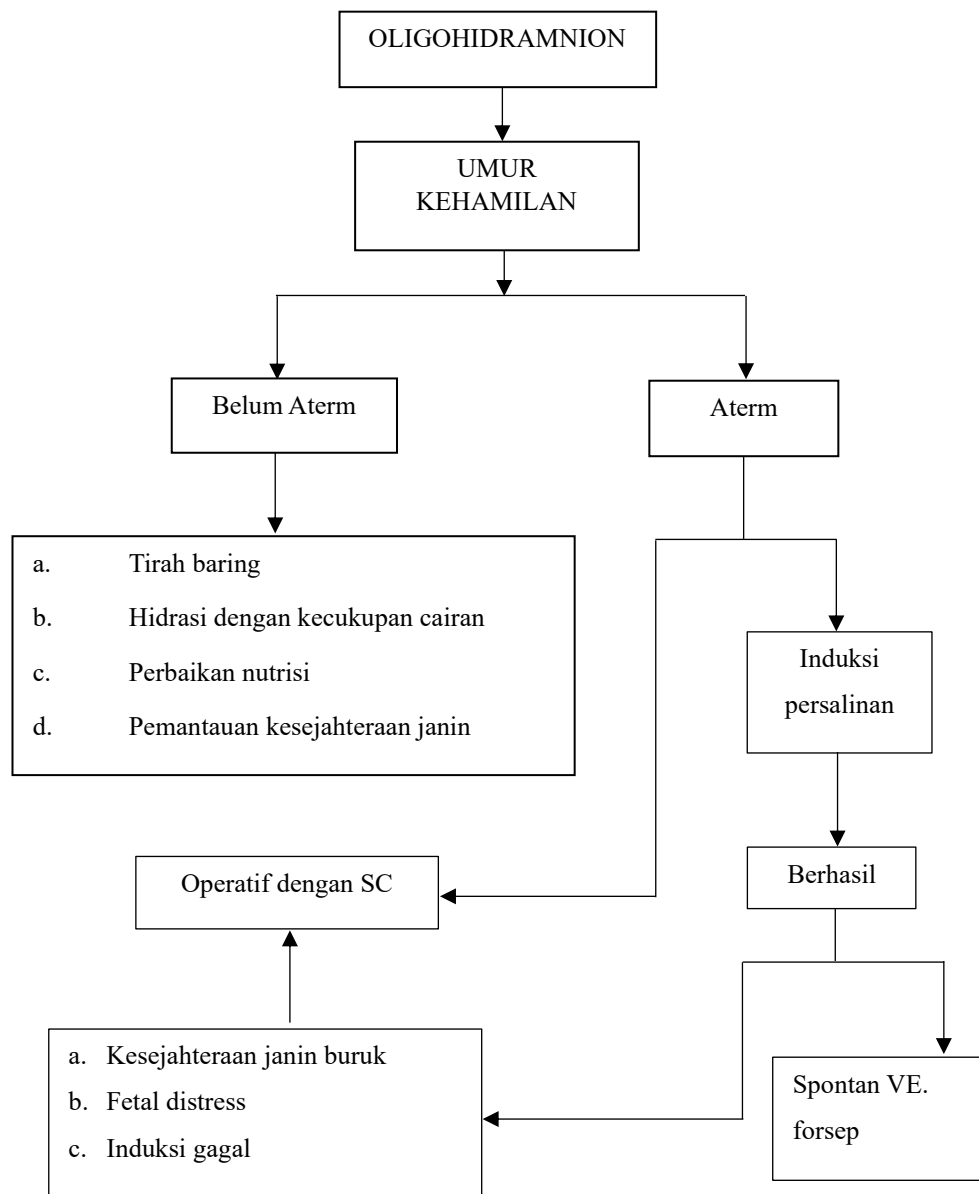 OLIGOHIDRAMNION
UMUR
KEHAMILAN
Belum Aterm
Aterm
a. Tirah baring
b. Hidrasi dengan kecukupan cairan
c. Perbaikan nutrisi
d. Pemantauan kesejahteraan janin
Induksi
persalinan
Berhasil
Operatif dengan SC
a. Kesejahteraan janin buruk
b. Fetal distress
c. Induksi gagal
Spontan VE.
forsep